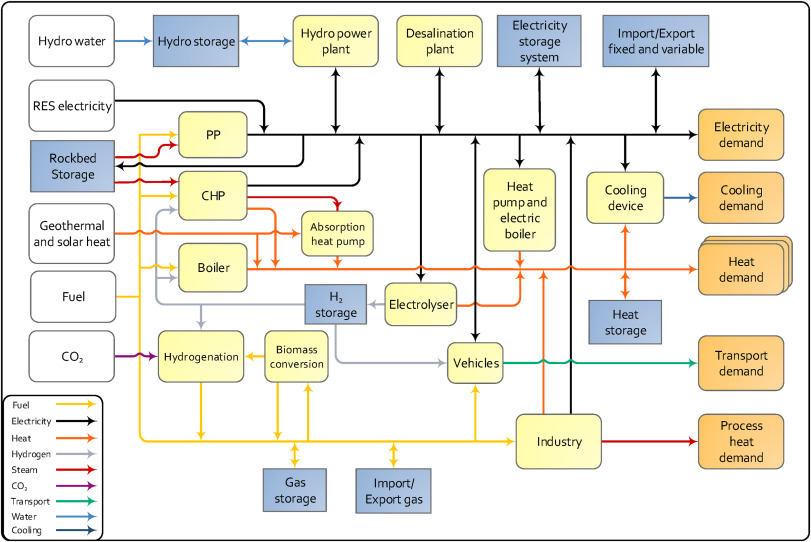 Hydro water
Hydro storage
Hydro power
plant
Desalination
plant
Electricity
storage
system
Import/Export
fixed and variable
RES electricity
PP
Electricity
demand
Rockbed
Storage
CHP
Heat
pump and
electric
boiler
Cooling
device
Cooling
demand
Geothermal
and solar heat
Absorption
heat pump
Boiler
Heat
demand
Fuel
H₂
storage
Electrolyser
Heat
storage
CO₂
Hydrogenation
Biomass
conversion
Vehicles
Transport
demand
Fuel
Electricity
Heat
Hydrogen
Steam
CO₂
Transport
Water
Cooling
Industry
Process
heat
demand
Gas
storage
Import/
Export gas